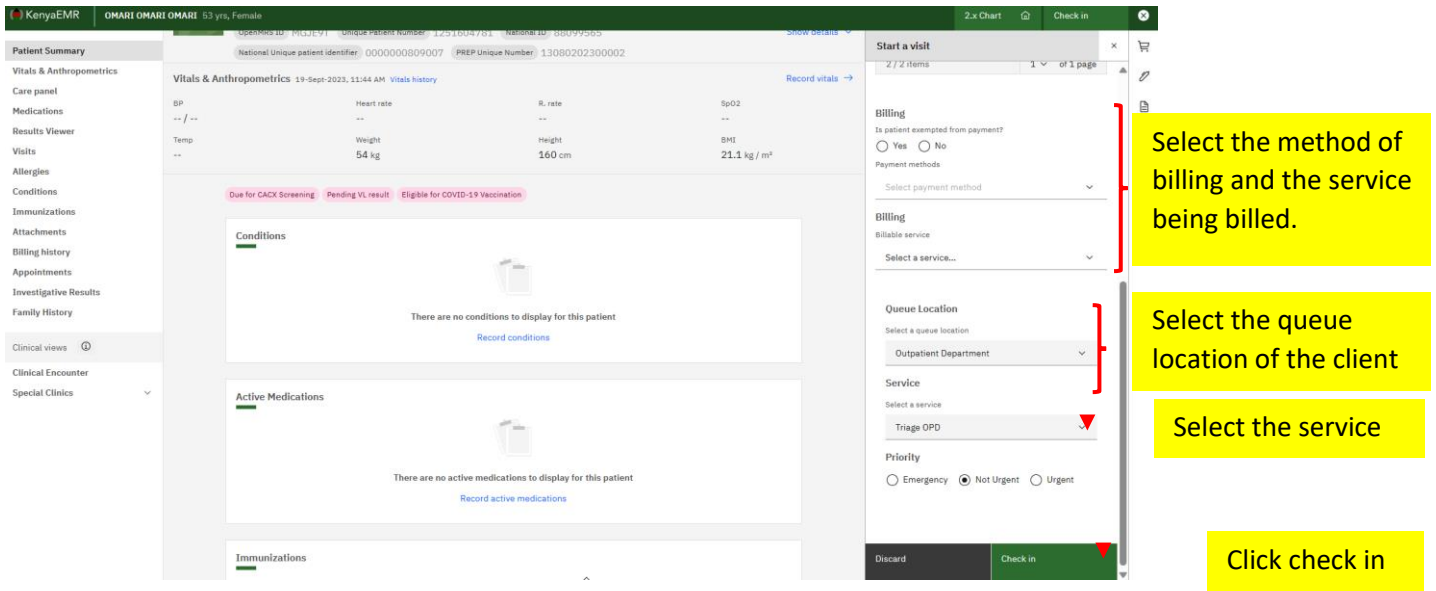 KenyaEMR OMARI OMARI OMARI 53 yrs, Female 2.x Chart Check in
OpenMRS ID MGJE9T Unique Patient Number 1251604781 National ID 88099565 Show details
National Unique patient identifier 0000000809007 PREP Unique Number 13080202300002
Patient Summary
Vitals & Anthropometrics
Care panel
Medications
Results Viewer
Visits
Allergies
Conditions
Immunizations
Attachments
Billing history
Appointments
Investigative Results
Family History
Clinical views
Clinical Encounter
Special Clinics
Vitals & Anthropometrics 19-Sept-2023, 11:44 AM Vitals history Record vitals →
BP Heart rate R. rate SpO2
-- / -- -- -- --
Temp Weight Height BMI
-- 54 kg 160 cm 21.1 kg / m²
Due for CACX Screening Pending VL result Eligible for COVID-19 Vaccination
Conditions
There are no conditions to display for this patient
Record conditions
Active Medications
There are no active medications to display for this patient
Record active medications
Immunizations
Start a visit ×
2 / 2 items 1 of 1 page
Billing
Is patient exempted from payment?
Yes No
Payment methods
Select payment method
Billing
Billable service
Select a service...
Queue Location
Select a queue location
Outpatient Department
Service
Select a service
Triage OPD
Priority
Emergency Not Urgent Urgent
Discard Check in
Select the method of
billing and the service
being billed.
Select the queue
location of the client
Select the service
Click check in